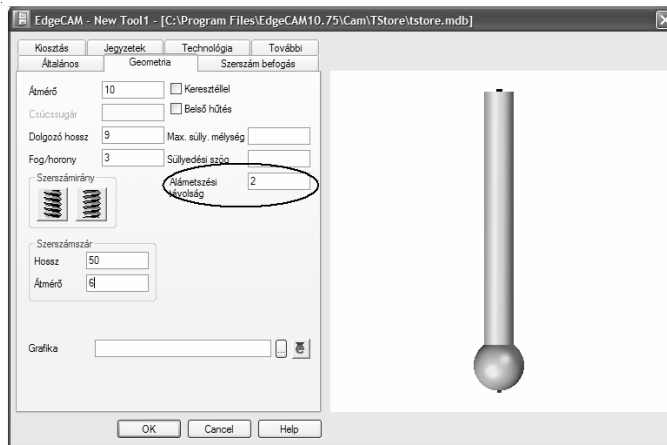 EdgeCAM - New Tool1 - [C:\Program Files\EdgeCAM10.75\Cam\TStore\tstore.mdb]
Kiosztás Jegyzetek Technológia További
Általános Geometria Szerszám befogás
Átmérő 10 Keresztéllel
Csúcssugár Belső hűtés
Dolgozó hossz 9 Max. sülly. mélység
Fog/horony 3 Süllyedési szög
Szerszámirány Alámetszési távolság 2
Szerszámszár
Hossz 50
Átmérő 6
Grafika ...
OK Cancel Help